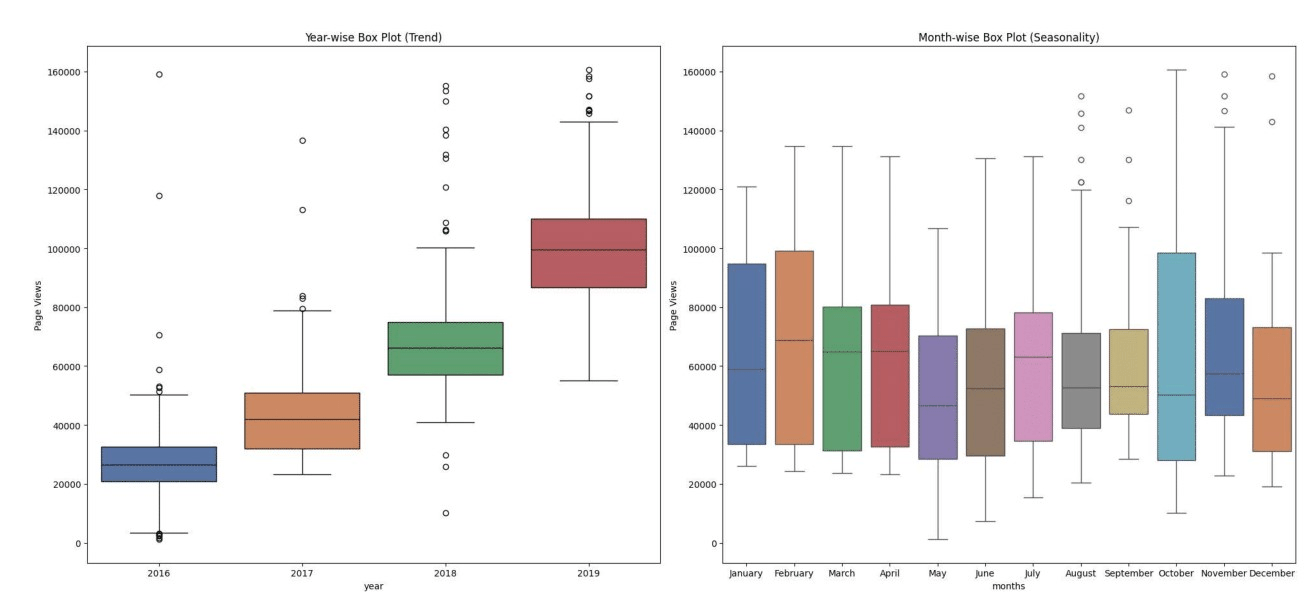 Year-wise Box Plot (Trend)
Page Views
160000
140000
120000
100000
80000
60000
40000
20000
0
2016 2017 2018 2019
year
Month-wise Box Plot (Seasonality)
Page Views
160000
140000
120000
100000
80000
60000
40000
20000
0
January February March April May June July August September October November December
months